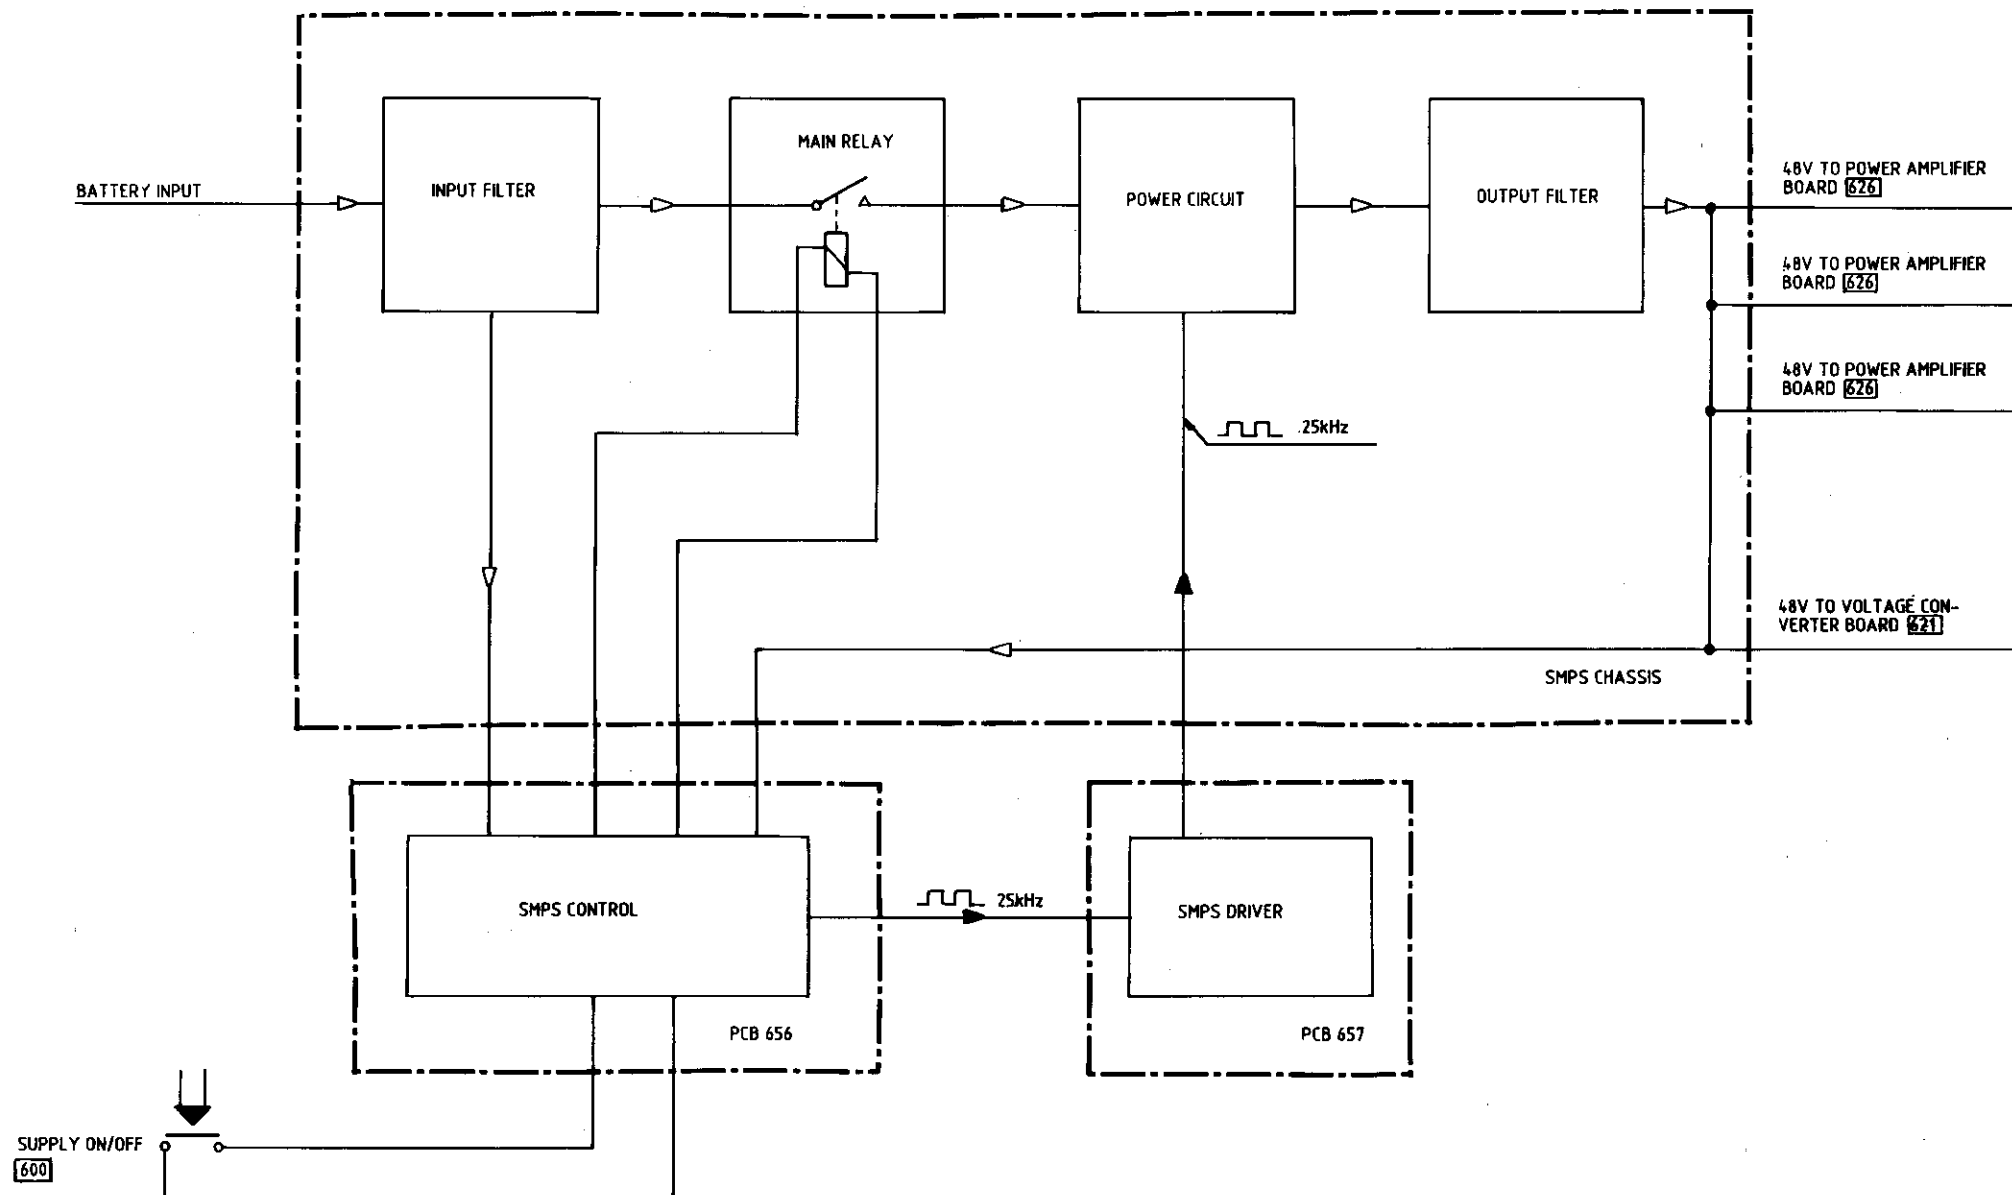 BATTERY INPUT
INPUT FILTER
MAIN RELAY
POWER CIRCUIT
OUTPUT FILTER
48V TO POWER AMPLIFIER
BOARD 626
48V TO POWER AMPLIFIER
BOARD 626
48V TO POWER AMPLIFIER
BOARD 626
25kHz
48V TO VOLTAGE CON-
VERTER BOARD 621
SMPS CHASSIS
SMPS CONTROL
25kHz
SMPS DRIVER
PCB 656
PCB 657
SUPPLY ON/OFF
600